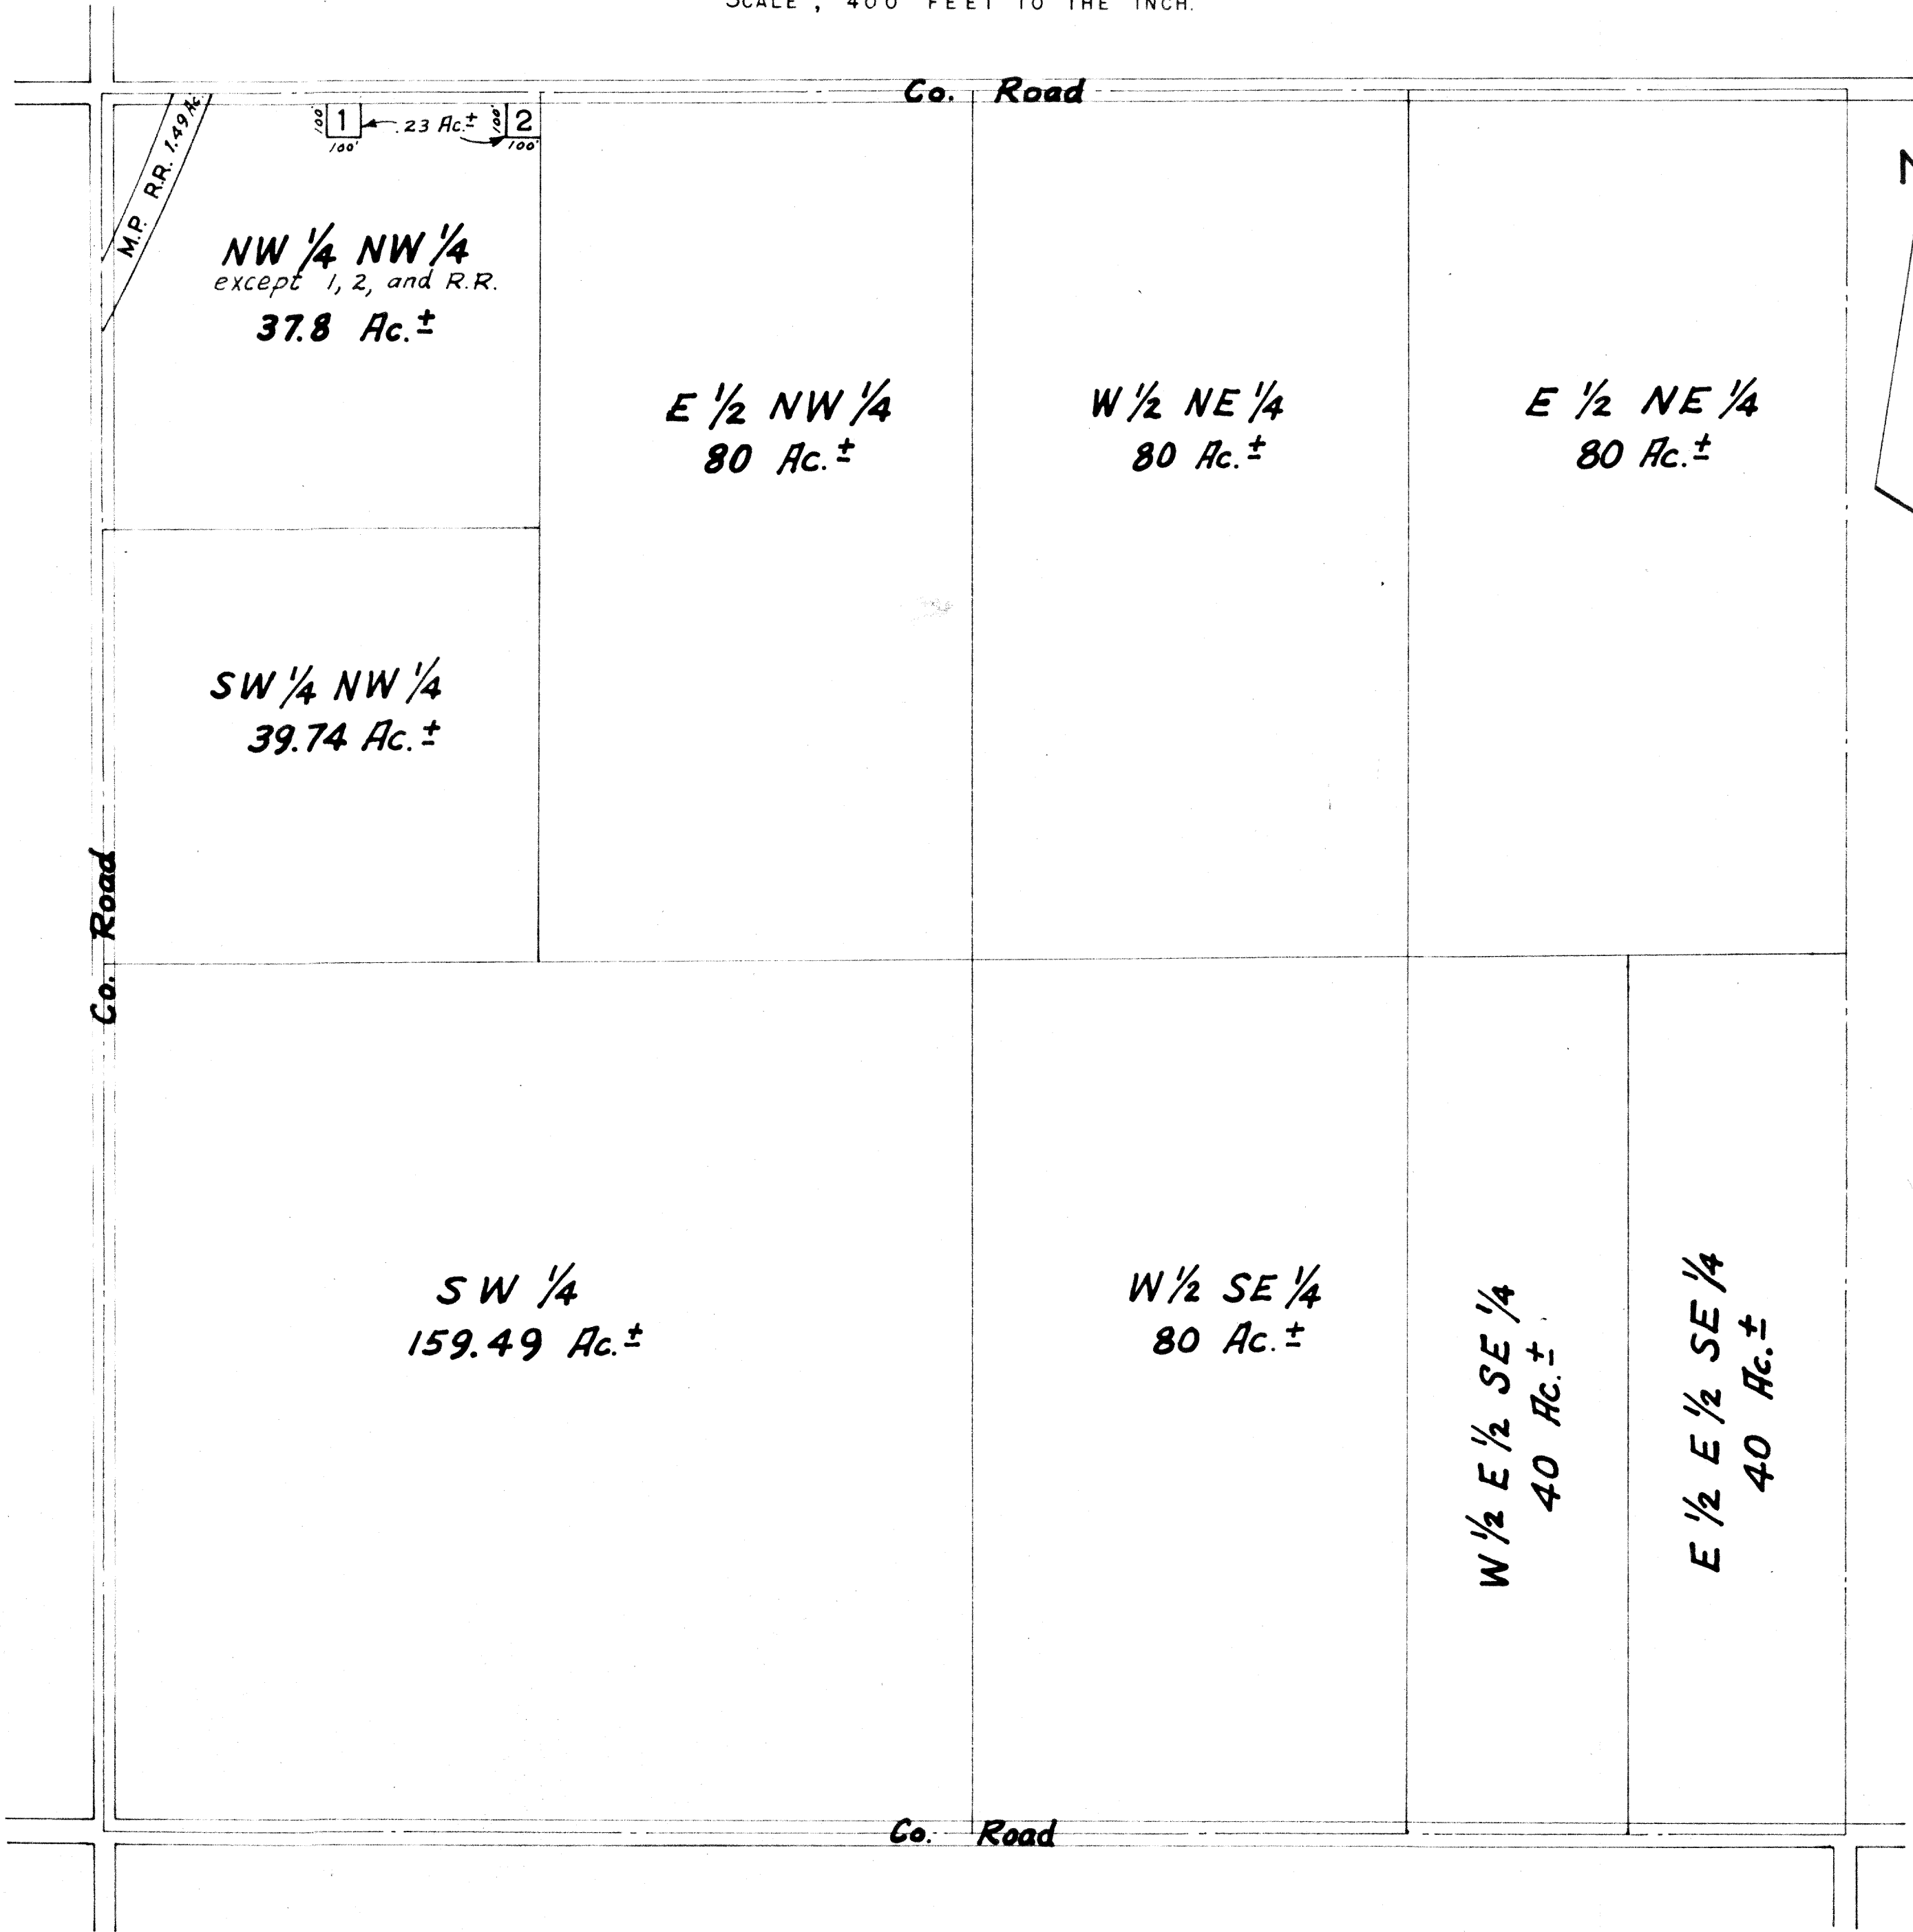 SCALE, 400 FEET TO THE INCH.
Co. Road
M.P. R.R. 1.49 Ac.
100'
1
100'
.23 Ac.±
100'
2
100'
NW 1/4 NW 1/4
except 1, 2, and R.R.
37.8 Ac.±
E 1/2 NW 1/4
80 Ac.±
W 1/2 NE 1/4
80 Ac.±
E 1/2 NE 1/4
80 Ac.±
SW 1/4 NW 1/4
39.74 Ac.±
Co. Road
SW 1/4
159.49 Ac.±
W 1/2 SE 1/4
80 Ac.±
W 1/2 E 1/2 SE 1/4
40 Ac.±
E 1/2 E 1/2 SE 1/4
40 Ac.±
Co. Road